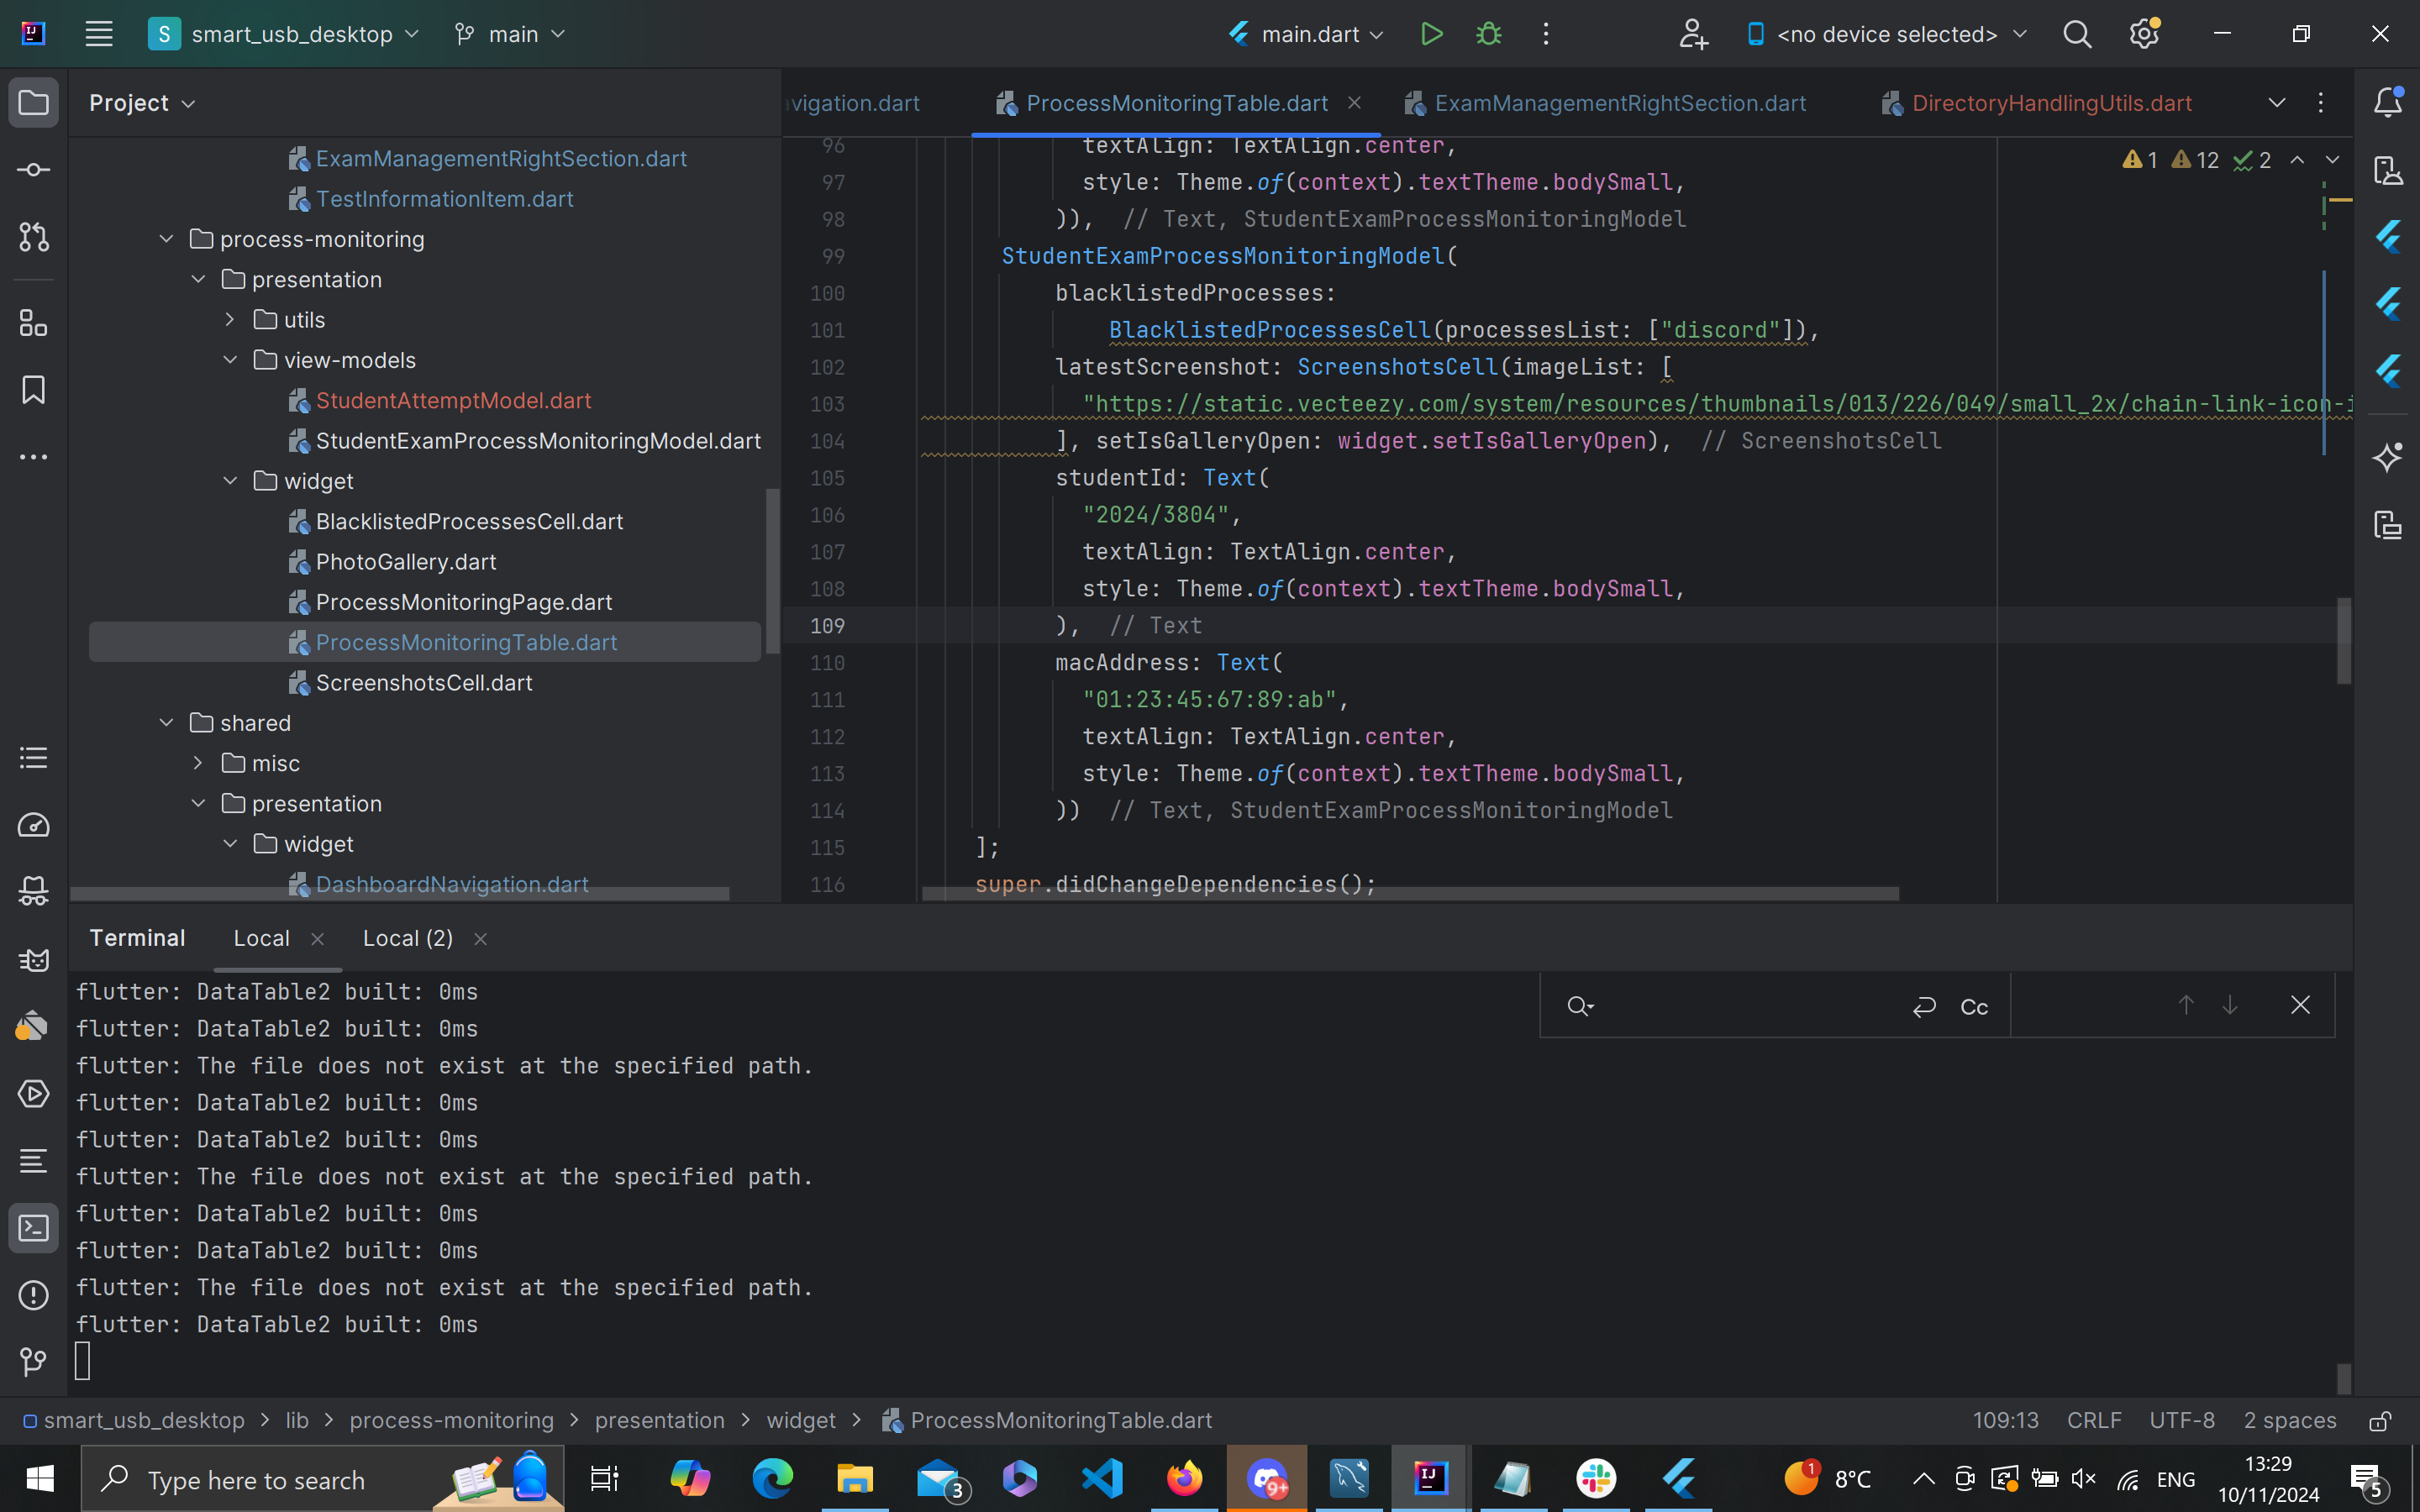 smart_usb_desktop
main
main.dart
<no device selected>
Project
ExamManagementRightSection.dart
TestInformationItem.dart
process-monitoring
presentation
utils
view-models
StudentAttemptModel.dart
StudentExamProcessMonitoringModel.dart
widget
BlacklistedProcessesCell.dart
PhotoGallery.dart
ProcessMonitoringPage.dart
ProcessMonitoringTable.dart
ScreenshotsCell.dart
shared
misc
presentation
widget
DashboardNavigation.dart
avigation.dart
ProcessMonitoringTable.dart
ExamManagementRightSection.dart
DirectoryHandlingUtils.dart
1 12 2
96 textAlign: TextAlign.center,
97 style: Theme.of(context).textTheme.bodySmall,
98 )), // Text, StudentExamProcessMonitoringModel
99 StudentExamProcessMonitoringModel(
100 blacklistedProcesses:
101 BlacklistedProcessesCell(processesList: ["discord"]),
102 latestScreenshot: ScreenshotsCell(imageList: [
103 "https://static.vecteezy.com/system/resources/thumbnails/013/226/049/small_2x/chain-link-icon-i
104 ], setIsGalleryOpen: widget.setIsGalleryOpen), // ScreenshotsCell
105 studentId: Text(
106 "2024/3804",
107 textAlign: TextAlign.center,
108 style: Theme.of(context).textTheme.bodySmall,
109 ), // Text
110 macAddress: Text(
111 "01:23:45:67:89:ab",
112 textAlign: TextAlign.center,
113 style: Theme.of(context).textTheme.bodySmall,
114 )) // Text, StudentExamProcessMonitoringModel
115 ];
116 super.didChangeDependencies();
Terminal
Local
Local (2)
Cc
flutter: DataTable2 built: 0ms
flutter: DataTable2 built: 0ms
flutter: The file does not exist at the specified path.
flutter: DataTable2 built: 0ms
flutter: DataTable2 built: 0ms
flutter: The file does not exist at the specified path.
flutter: DataTable2 built: 0ms
flutter: DataTable2 built: 0ms
flutter: The file does not exist at the specified path.
flutter: DataTable2 built: 0ms
smart_usb_desktop > lib > process-monitoring > presentation > widget > ProcessMonitoringTable.dart
109:13 CRLF UTF-8 2 spaces
Type here to search
3
9+
1
8°C
ENG
13:29
10/11/2024
5